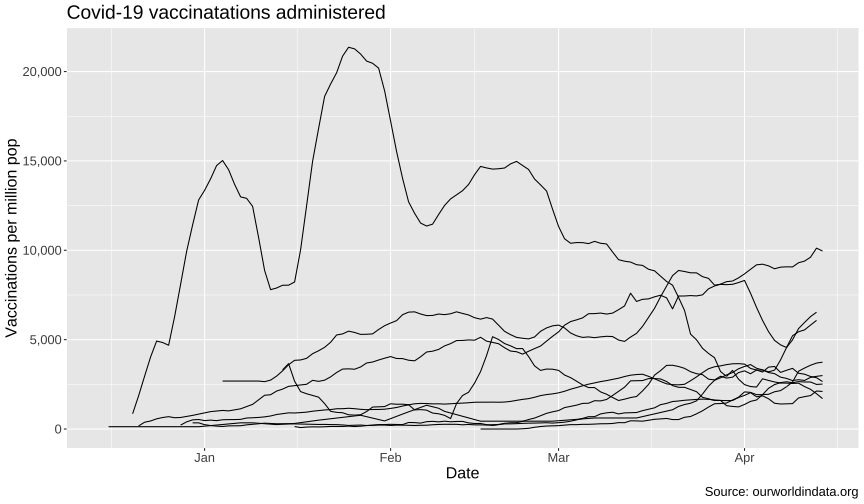 Covid-19 vaccinatations administered
Vaccinations per million pop
20,000
15,000
10,000
5,000
0
Jan Feb Mar Apr
Date
Source: ourworldindata.org